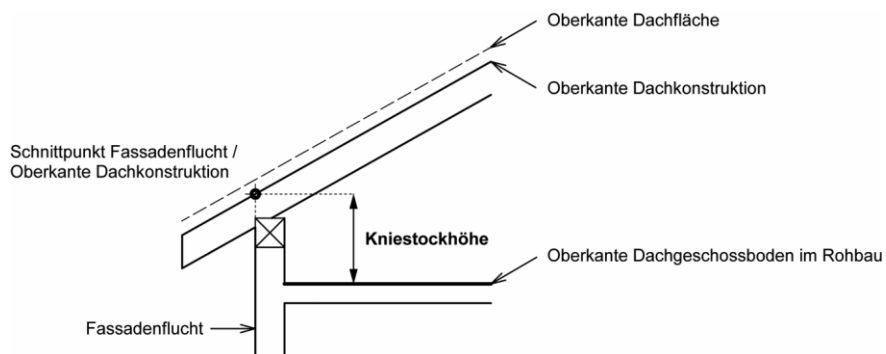 Oberkante Dachfläche
Oberkante Dachkonstruktion
Schnittpunkt Fassadenflucht /
Oberkante Dachkonstruktion
Kniestockhöhe
Oberkante Dachgeschossboden im Rohbau
Fassadenflucht